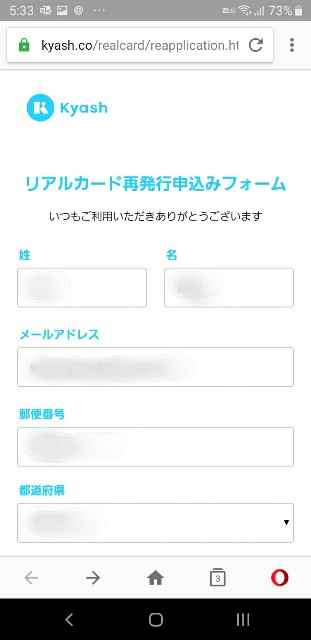 5:33 73%
kyash.co/realcard/reapplication.ht
Kyash
リアルカード再発行申込みフォーム
いつもご利用いただきありがとうございます
姓 名
メールアドレス
郵便番号
都道府県
3